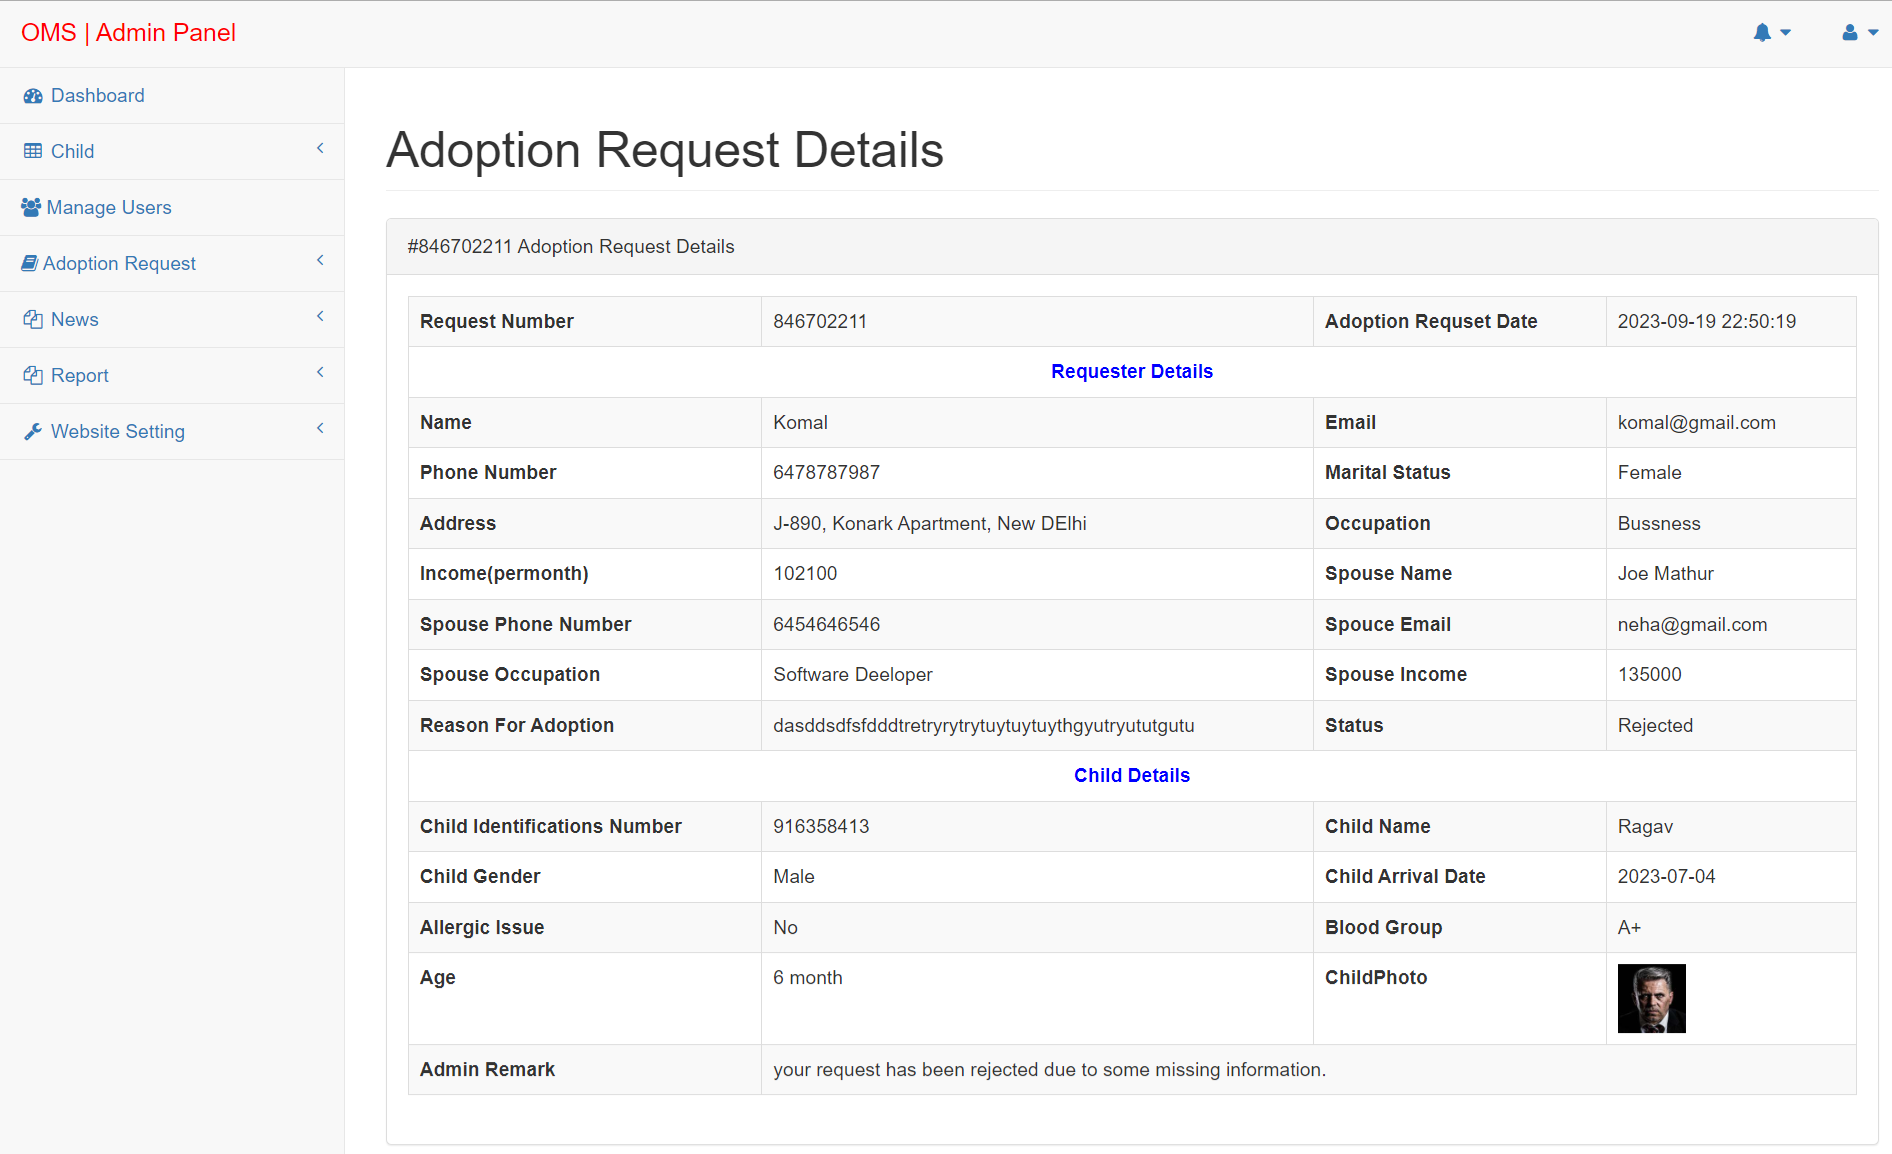 OMS | Admin Panel
Dashboard
Child
Manage Users
Adoption Request
News
Report
Website Setting
Adoption Request Details
#846702211 Adoption Request Details
Request Number 846702211 Adoption Requset Date 2023-09-19 22:50:19
Requester Details
Name Komal Email komal@gmail.com
Phone Number 6478787987 Marital Status Female
Address J-890, Konark Apartment, New DElhi Occupation Bussness
Income(permonth) 102100 Spouse Name Joe Mathur
Spouse Phone Number 6454646546 Spouce Email neha@gmail.com
Spouse Occupation Software Deeloper Spouse Income 135000
Reason For Adoption dasddsdfsfdddtretryrytrytuytuytuythgyutryututgutu Status Rejected
Child Details
Child Identifications Number 916358413 Child Name Ragav
Child Gender Male Child Arrival Date 2023-07-04
Allergic Issue No Blood Group A+
Age 6 month ChildPhoto
Admin Remark your request has been rejected due to some missing information.